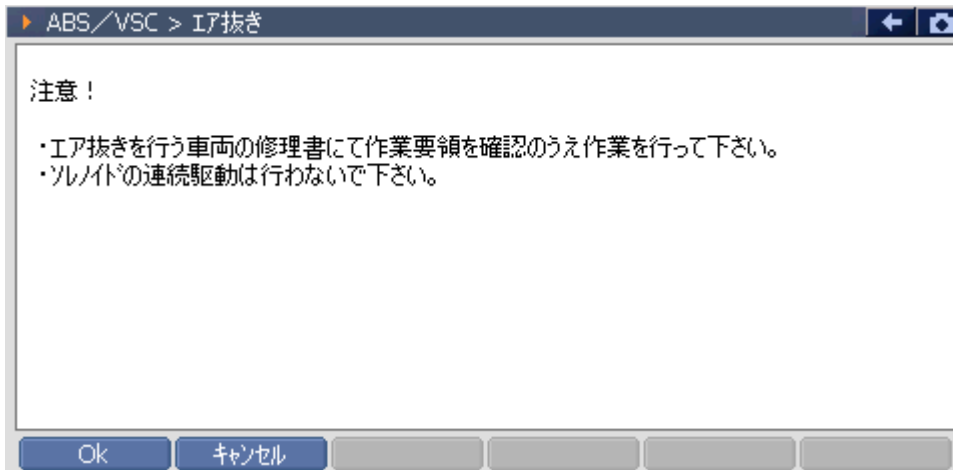 ABS／VSC > ｴｱ抜き
注意！
・エア抜きを行う車両の修理書にて作業要領を確認のうえ作業を行って下さい。
・ｿﾚﾉｲﾄﾞの連続駆動は行わないで下さい。
Ok
ｷｬﾝｾﾙ